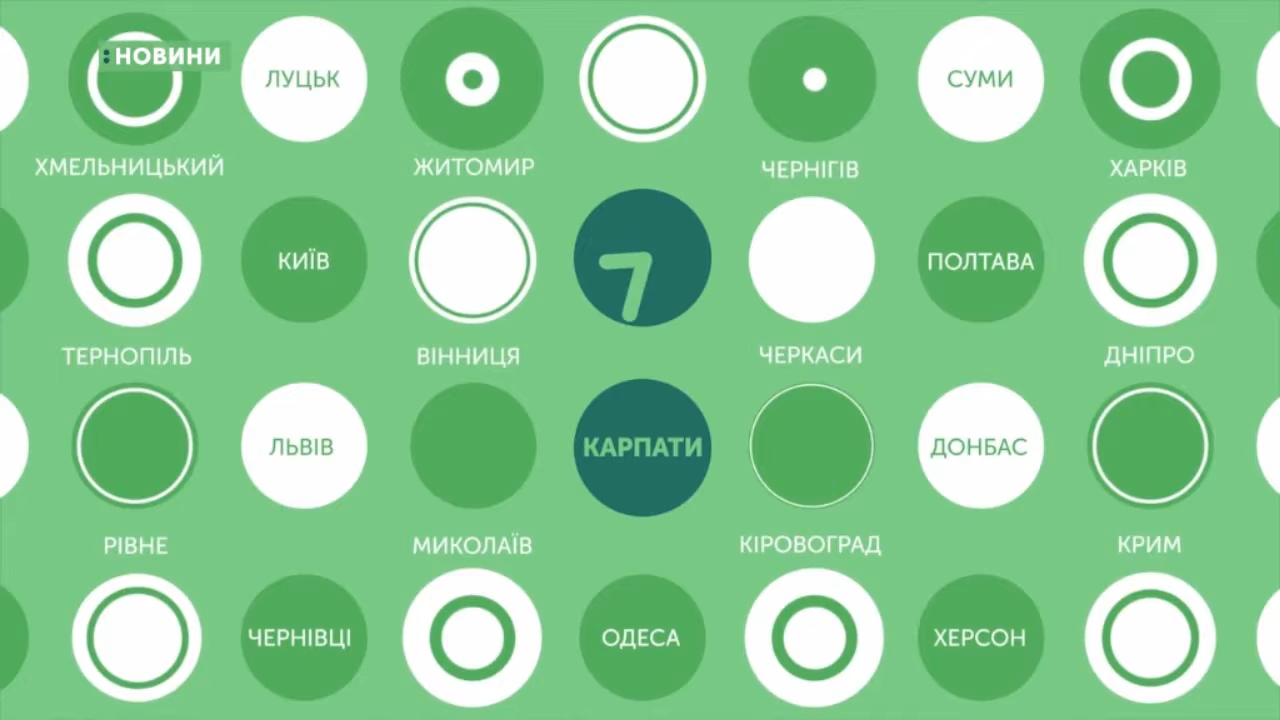 :НОВИНИ
ЛУЦЬК
СУМИ
ХМЕЛЬНИЦЬКИЙ
ЖИТОМИР
ЧЕРНІГІВ
ХАРКІВ
КИЇВ
ПОЛТАВА
ТЕРНОПІЛЬ
ВІННИЦЯ
ЧЕРКАСИ
ДНІПРО
ЛЬВІВ
КАРПАТИ
ДОНБАС
РІВНЕ
МИКОЛАЇВ
КІРОВОГРАД
КРИМ
ЧЕРНІВЦІ
ОДЕСА
ХЕРСОН